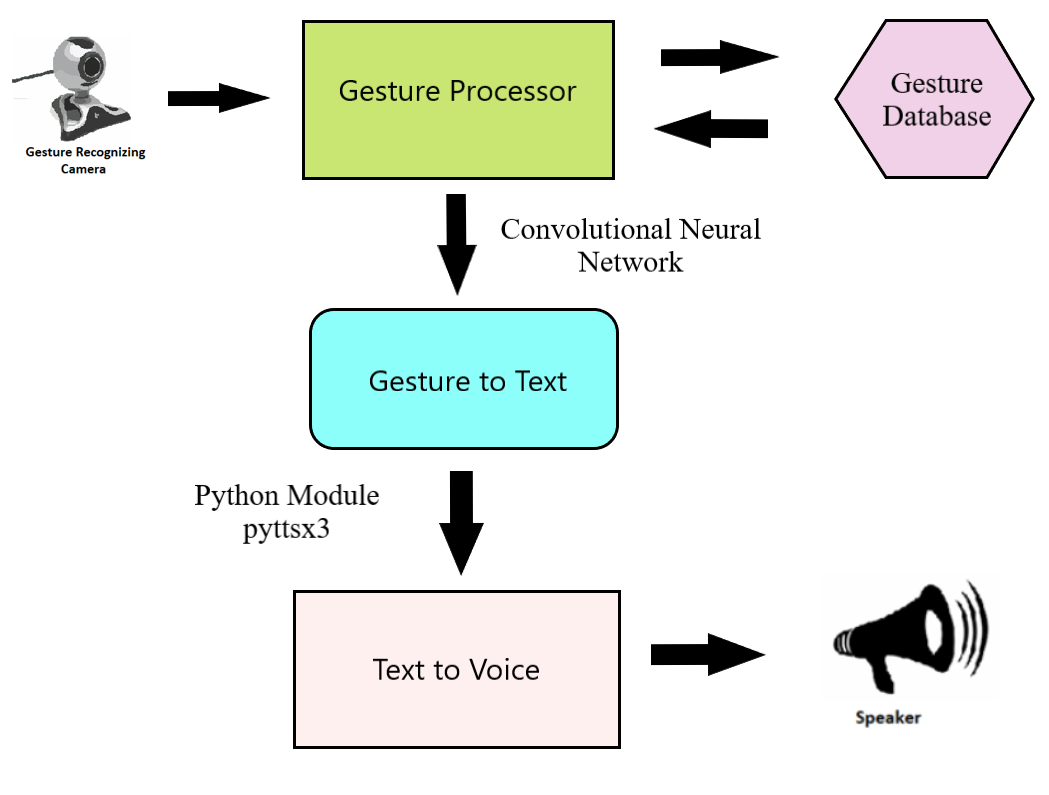 Gesture Recognizing
Camera
Gesture Processor
Gesture
Database
Convolutional Neural
Network
Gesture to Text
Python Module
pyttsx3
Text to Voice
Speaker